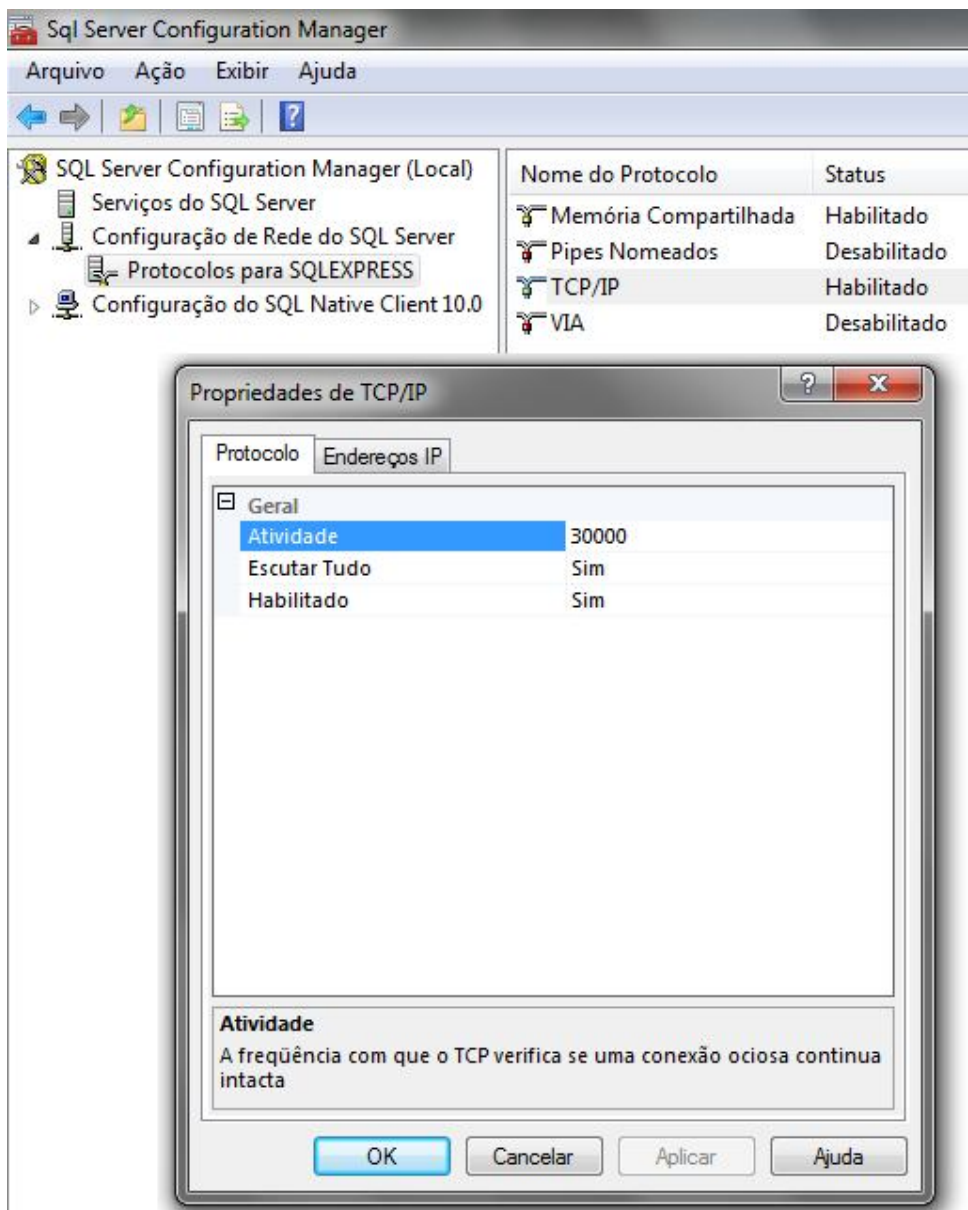 Sql Server Configuration Manager
Arquivo Ação Exibir Ajuda
SQL Server Configuration Manager (Local)
Serviços do SQL Server
Configuração de Rede do SQL Server
Protocolos para SQLEXPRESS
Configuração do SQL Native Client 10.0
Nome do Protocolo Status
Memória Compartilhada Habilitado
Pipes Nomeados Desabilitado
TCP/IP Habilitado
VIA Desabilitado
Propriedades de TCP/IP
Protocolo Endereços IP
Geral
Atividade 30000
Escutar Tudo Sim
Habilitado Sim
Atividade
A freqüência com que o TCP verifica se uma conexão ociosa continua
intacta
OK Cancelar Aplicar Ajuda